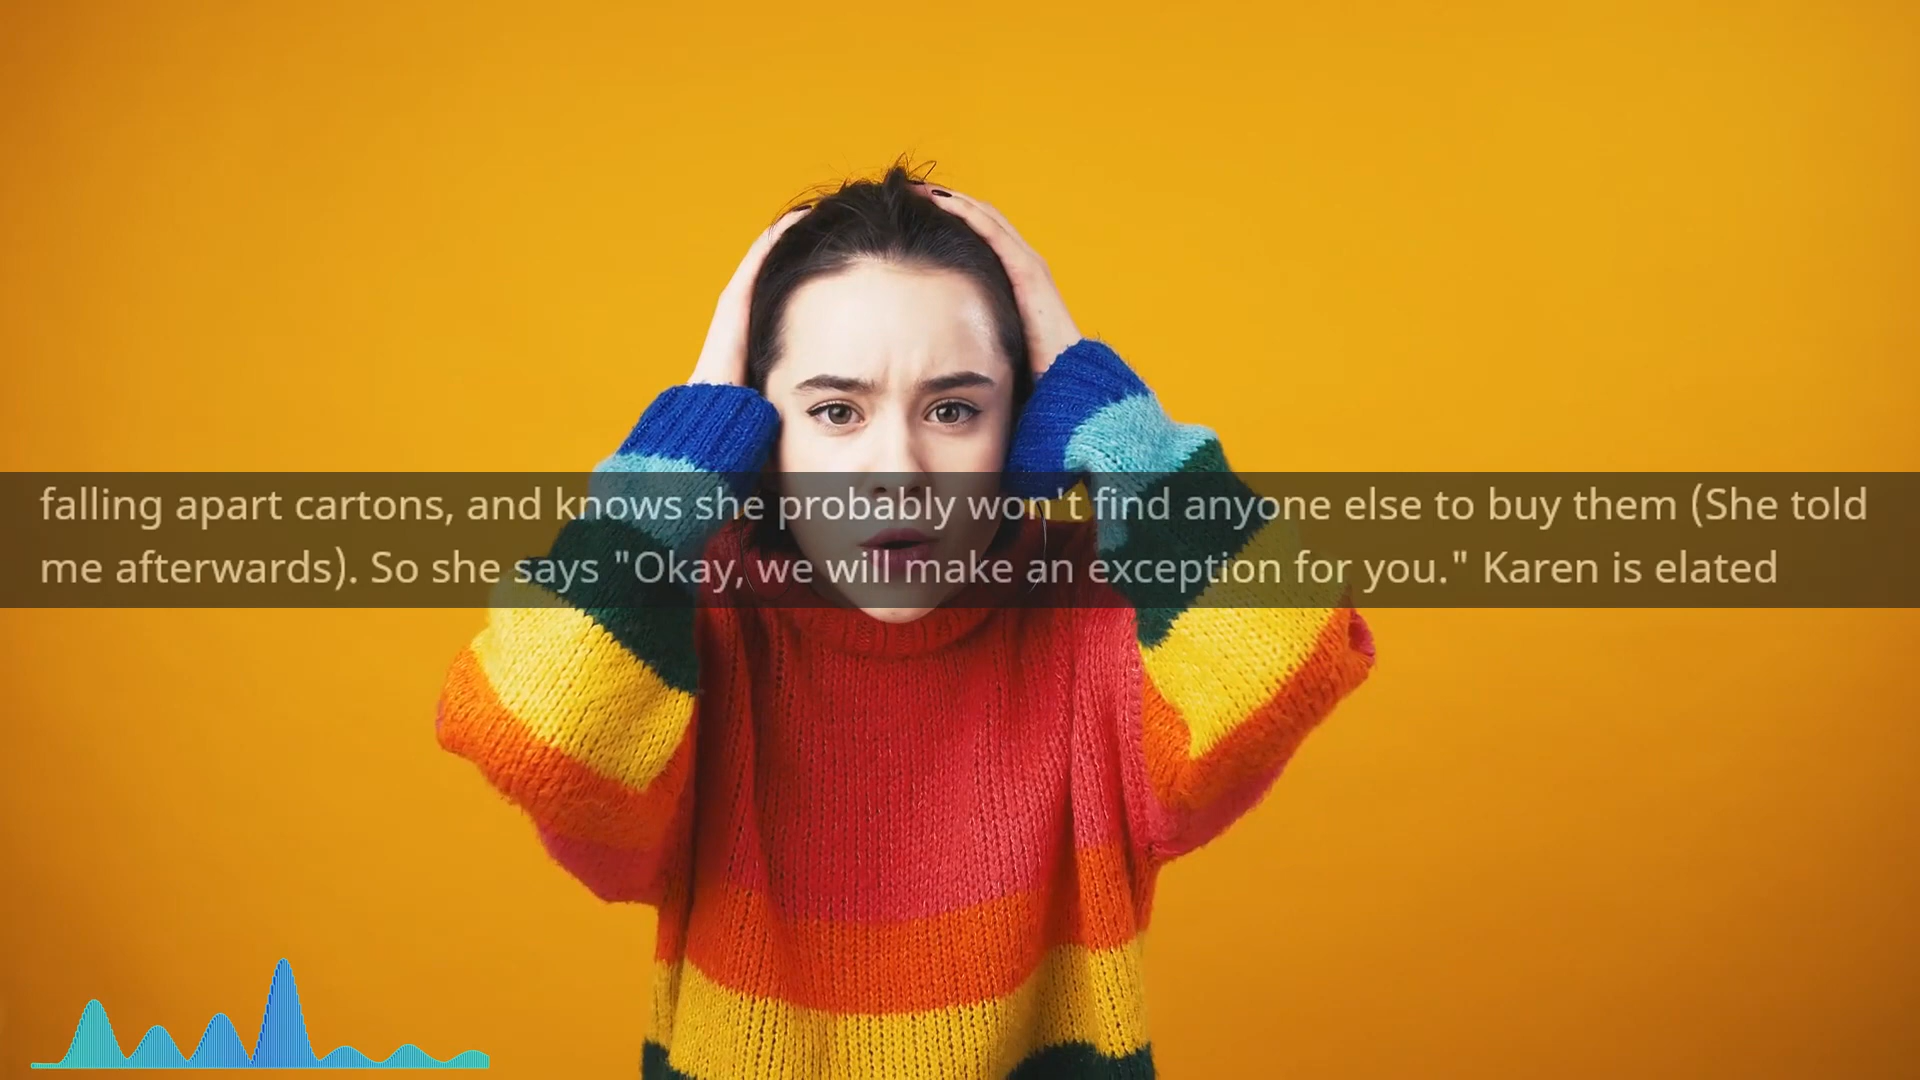 falling apart cartons, and knows she probably won't find anyone else to buy them (She told
me afterwards). So she says "Okay, we will make an exception for you." Karen is elated